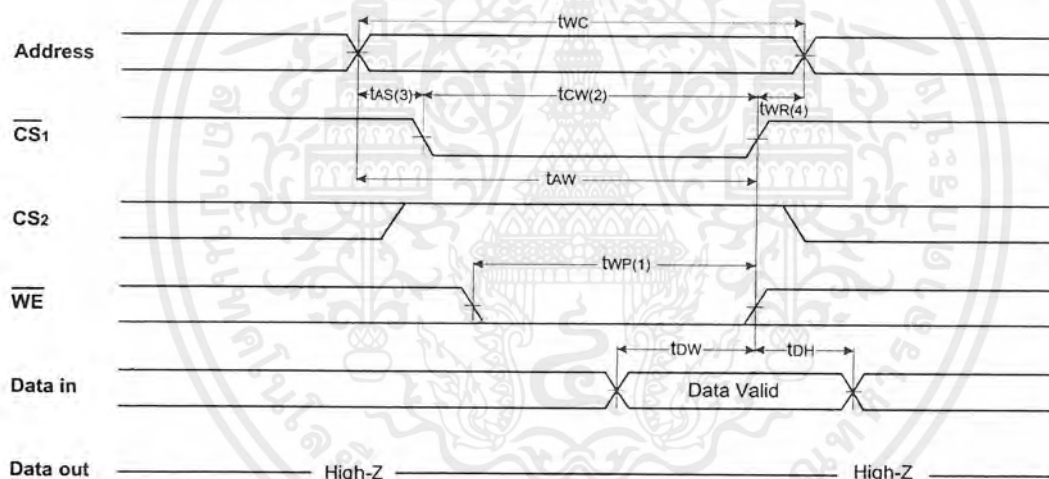 tWC
Address
tAS(3)
tCW(2)
tWR(4)
CS1
tAW
CS2
tWP(1)
WE
tDW
tDH
Data in
Data Valid
Data out
High-Z
High-Z